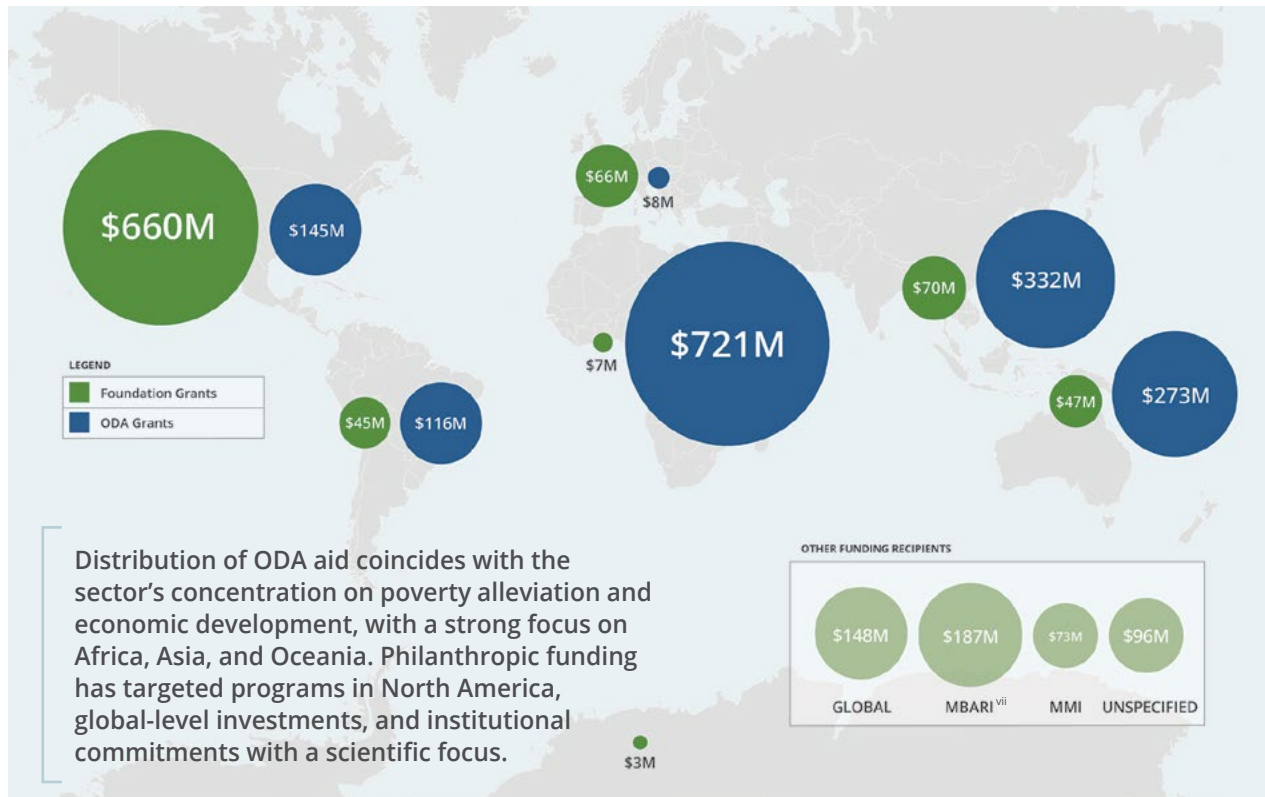 $660M
$145M
$66M
$8M
$70M
$332M
$7M
$721M
$47M
$273M
LEGEND
Foundation Grants
ODA Grants
$45M
$116M
Distribution of ODA aid coincides with the
sector’s concentration on poverty alleviation and
economic development, with a strong focus on
Africa, Asia, and Oceania. Philanthropic funding
has targeted programs in North America,
global-level investments, and institutional
commitments with a scientific focus.
OTHER FUNDING RECIPIENTS
$148M
$187M
$73M
$96M
GLOBAL
MBARI vii
MMI
UNSPECIFIED
$3M